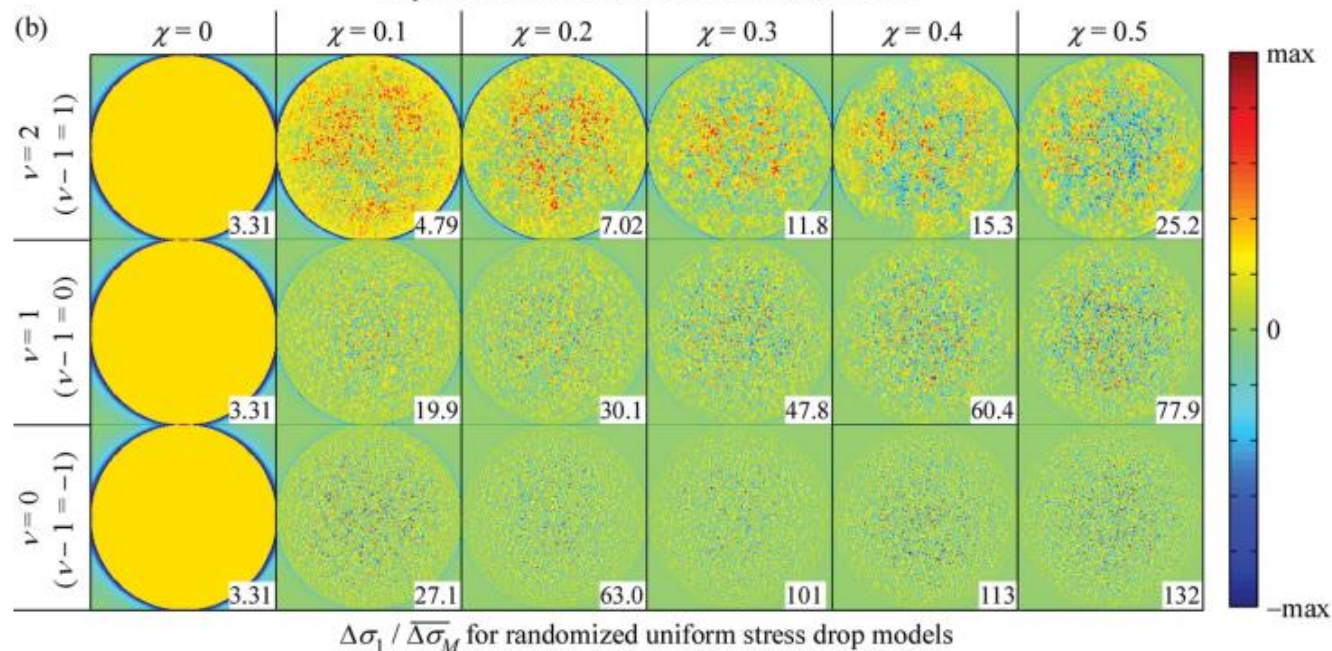 (b)
χ = 0 χ = 0.1 χ = 0.2 χ = 0.3 χ = 0.4 χ = 0.5
max
ν = 2
(ν − 1 = 1)
3.31 4.79 7.02 11.8 15.3 25.2
ν = 1
(ν − 1 = 0)
0
3.31 19.9 30.1 47.8 60.4 77.9
ν = 0
(ν − 1 = −1)
3.31 27.1 63.0 101 113 132
−max
Δσ₁ / Δσ_M for randomized uniform stress drop models